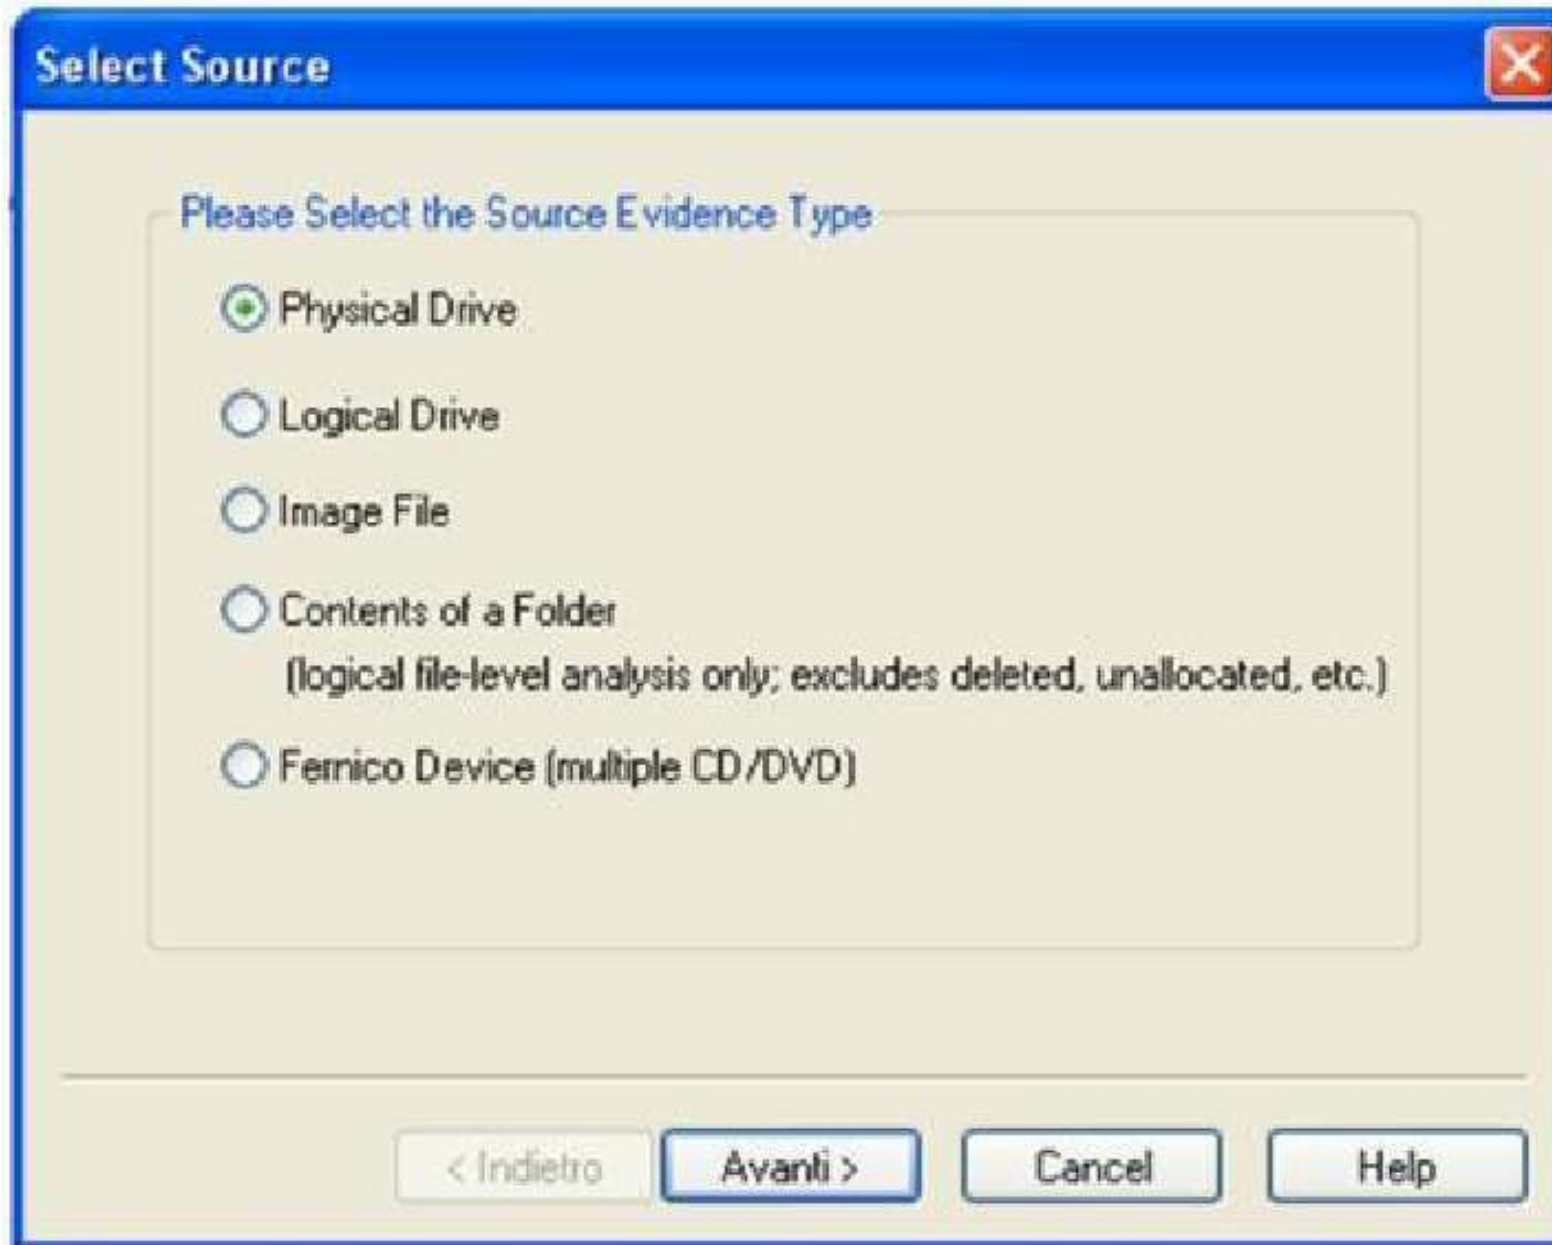 Select Source
Please Select the Source Evidence Type
Physical Drive
Logical Drive
Image File
Contents of a Folder
(logical file-level analysis only; excludes deleted, unallocated, etc.)
Fernico Device (multiple CD/DVD)
< Indietro
Avanti >
Cancel
Help